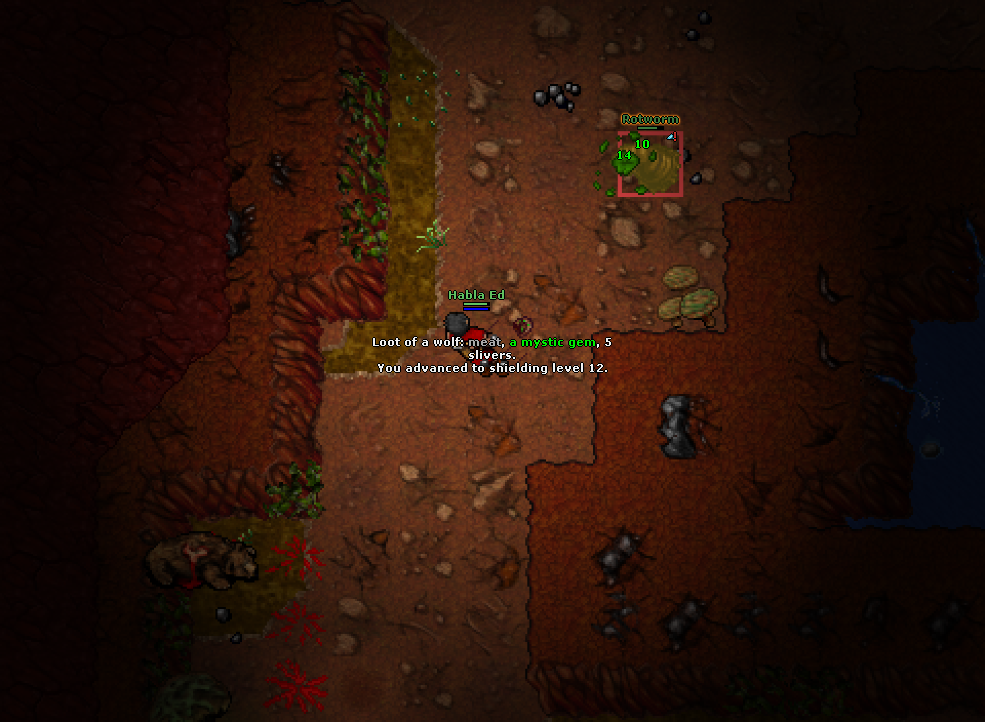 Rotworm
10
14
Habla Ed
Loot of a wolf: meat, a mystic gem, 5
slivers.
You advanced to shielding level 12.